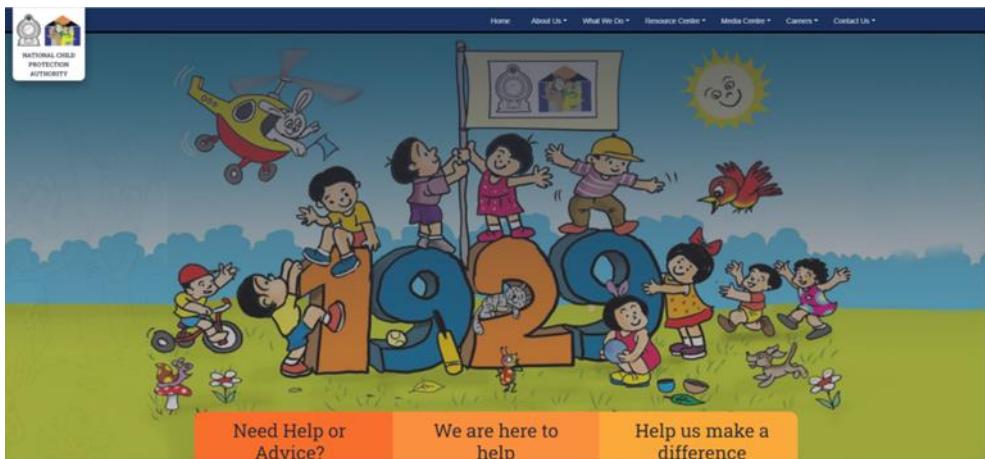 Home About Us What We Do Resource Centre Media Centre Careers Contact Us
NATIONAL CHILD
PROTECTION
AUTHORITY
1929
Need Help or
Advice?
We are here to
help
Help us make a
difference